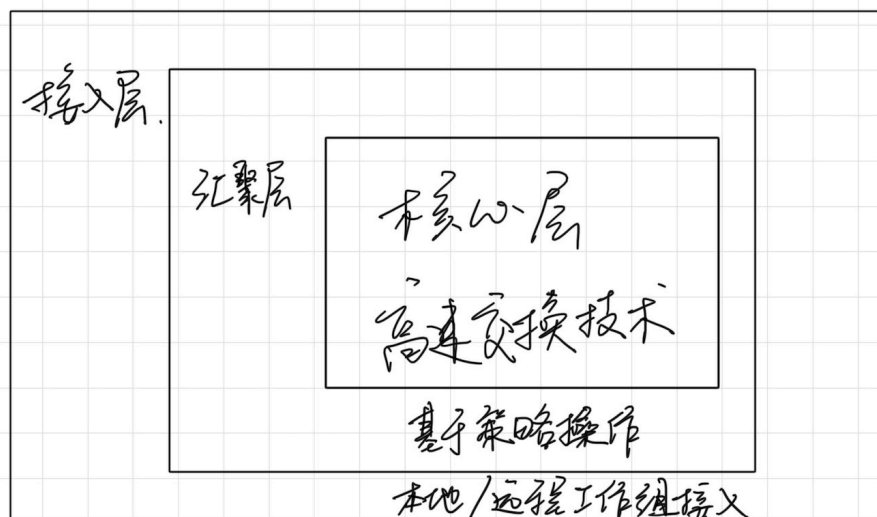 接入层.
汇聚层
核心层
高速交换技术
基于策略操作
本地/远程工作组接入